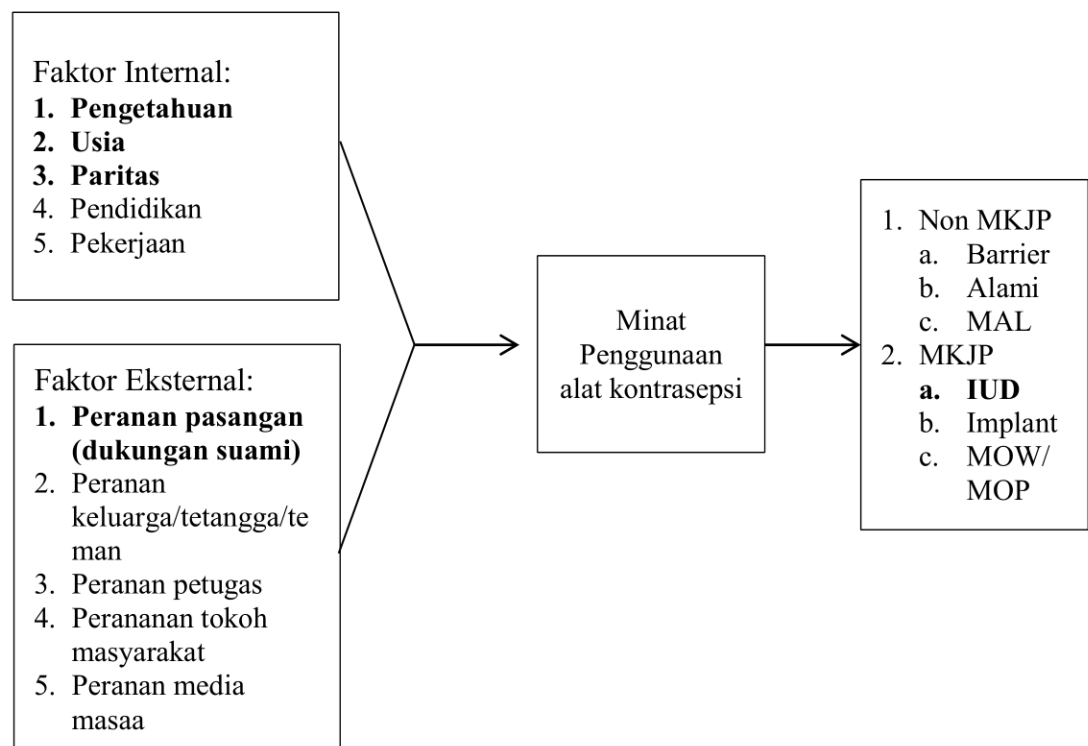 Faktor Internal:
1. Pengetahuan
2. Usia
3. Paritas
4. Pendidikan
5. Pekerjaan
Faktor Eksternal:
1. Peranan pasangan
(dukungan suami)
2. Peranan
keluarga/tetangga/te
man
3. Peranan petugas
4. Perananan tokoh
masyarakat
5. Peranan media
masaa
Minat
Penggunaan
alat kontrasepsi
1. Non MKJP
a. Barrier
b. Alami
c. MAL
2. MKJP
a. IUD
b. Implant
c. MOW/
MOP